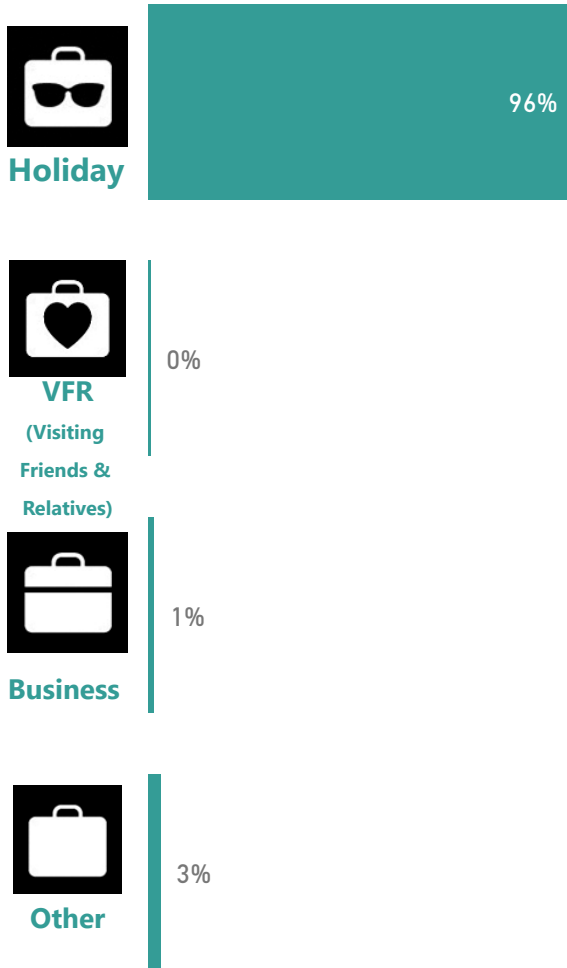 96%
Holiday
0%
VFR
(Visiting
Friends &
Relatives)
1%
Business
3%
Other